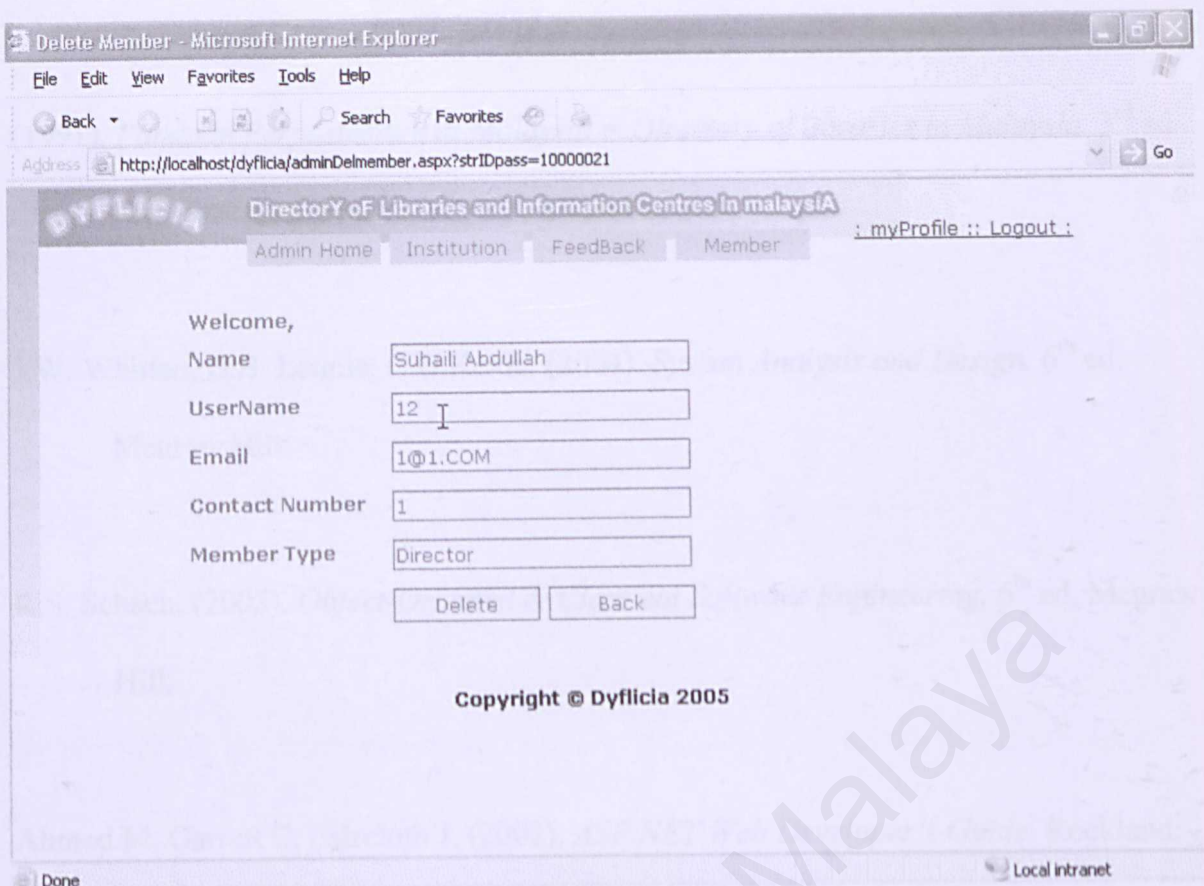 Delete Member - Microsoft Internet Explorer
File Edit View Favorites Tools Help
Back Search Favorites
Address http://localhost/dyflicia/adminDelmember.aspx?strIDpass=10000021 Go
DYFLICIA DirectorY oF Libraries and Information Centres In malaysIA
: myProfile :: Logout :
Admin Home Institution FeedBack Member
Welcome,
Name Suhaili Abdullah
UserName 12
Email 1@1.COM
Contact Number 1
Member Type Director
Delete Back
Copyright © Dyflicia 2005
Malaya
Done Local intranet